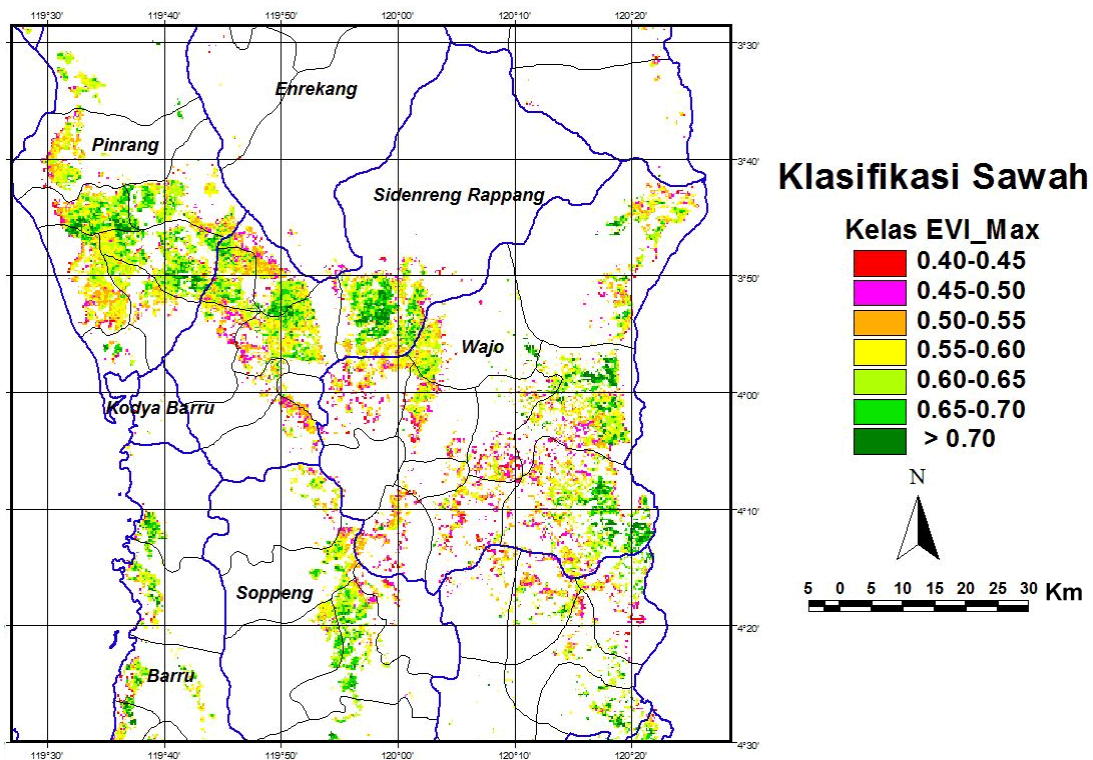 119°30' 119°40' 119°50' 120°00' 120°10' 120°20'
3°30'
Enrekang
Pinrang
3°40'
Klasifikasi Sawah
Sidenreng Rappang
Kelas EVI_Max
0.40-0.45
3°50'
0.45-0.50
0.50-0.55
Wajo
0.55-0.60
0.60-0.65
4°00'
Kodya Barru
0.65-0.70
> 0.70
N
4°10'
Soppeng
5 0 5 10 15 20 25 30 Km
4°20'
Barru
4°30'
119°30' 119°40' 119°50' 120°00' 120°10' 120°20'